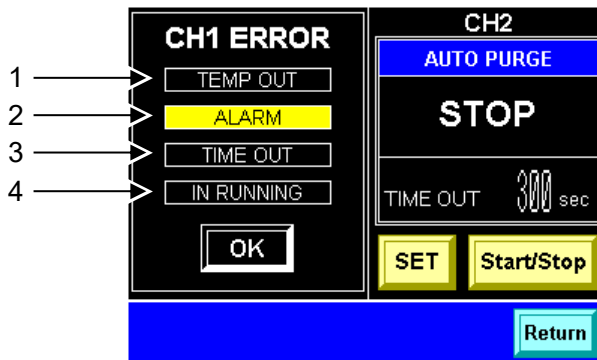 CH1 ERROR
1 TEMP OUT
2 ALARM
3 TIME OUT
4 IN RUNNING
OK
CH2
AUTO PURGE
STOP
TIME OUT 300 sec
SET Start/Stop
Return